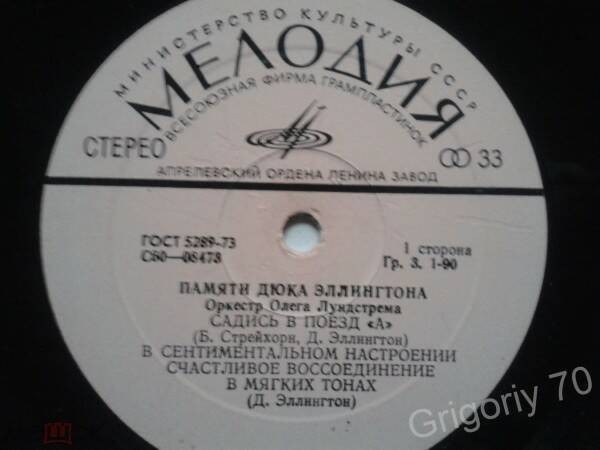 МИНИСТЕРСТВО КУЛЬТУРЫ СССР
МЕЛОДИЯ
ВСЕСОЮЗНАЯ ФИРМА ГРАМПЛАСТИНОК
СТЕРЕО
33
АПРЕЛЕВСКИЙ ОРДЕНА ЛЕНИНА ЗАВОД
ГОСТ 5289-73
С60—08473
1 сторона
Гр. 3. 1-90
ПАМЯТИ ДЮКА ЭЛЛИНГТОНА
Оркестр Олега Лундстрема
САДИСЬ В ПОЕЗД «А»
(Б. Стрейхорн, Д. Эллингтон)
В СЕНТИМЕНТАЛЬНОМ НАСТРОЕНИИ
СЧАСТЛИВОЕ ВОССОЕДИНЕНИЕ
В МЯГКИХ ТОНАХ
(Д. Эллингтон)
Grigoriy 70